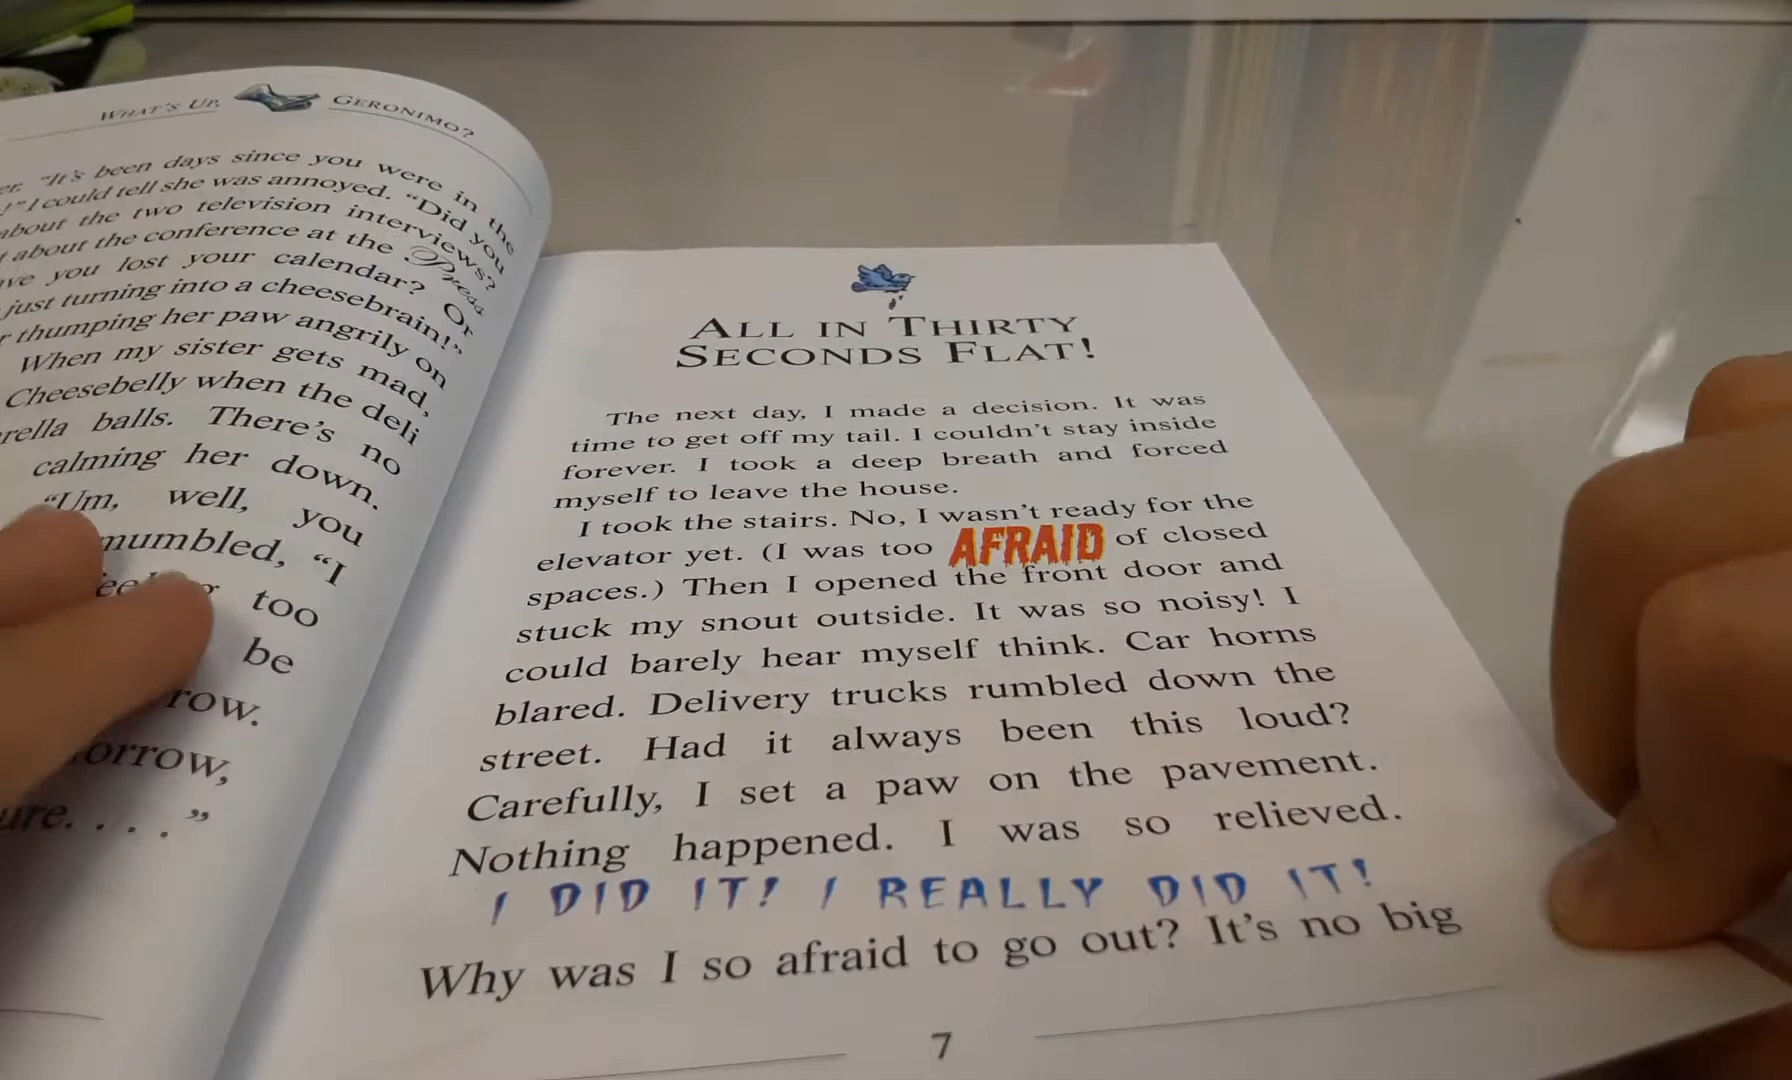 WHAT'S UP, GERONIMO?
"It's been days since you were in the
I could tell she was annoyed. "Did you
about the two television interviews?
about the conference at the Press
you lost your calendar? Or
just turning into a cheesebrain!"
thumping her paw angrily on
When my sister gets mad,
Cheesebelly when the deli
balls. There's no
calming her down.
"Um, well, you
mumbled, "I
too
be
. . . ."
ALL IN THIRTY
SECONDS FLAT!
The next day, I made a decision. It was
time to get off my tail. I couldn't stay inside
forever. I took a deep breath and forced
myself to leave the house.
I took the stairs. No, I wasn't ready for the
elevator yet. (I was too AFRAID of closed
spaces.) Then I opened the front door and
stuck my snout outside. It was so noisy! I
could barely hear myself think. Car horns
blared. Delivery trucks rumbled down the
street. Had it always been this loud?
Carefully, I set a paw on the pavement.
Nothing happened. I was so relieved.
I DID IT! I REALLY DID IT!
Why was I so afraid to go out? It's no big
7